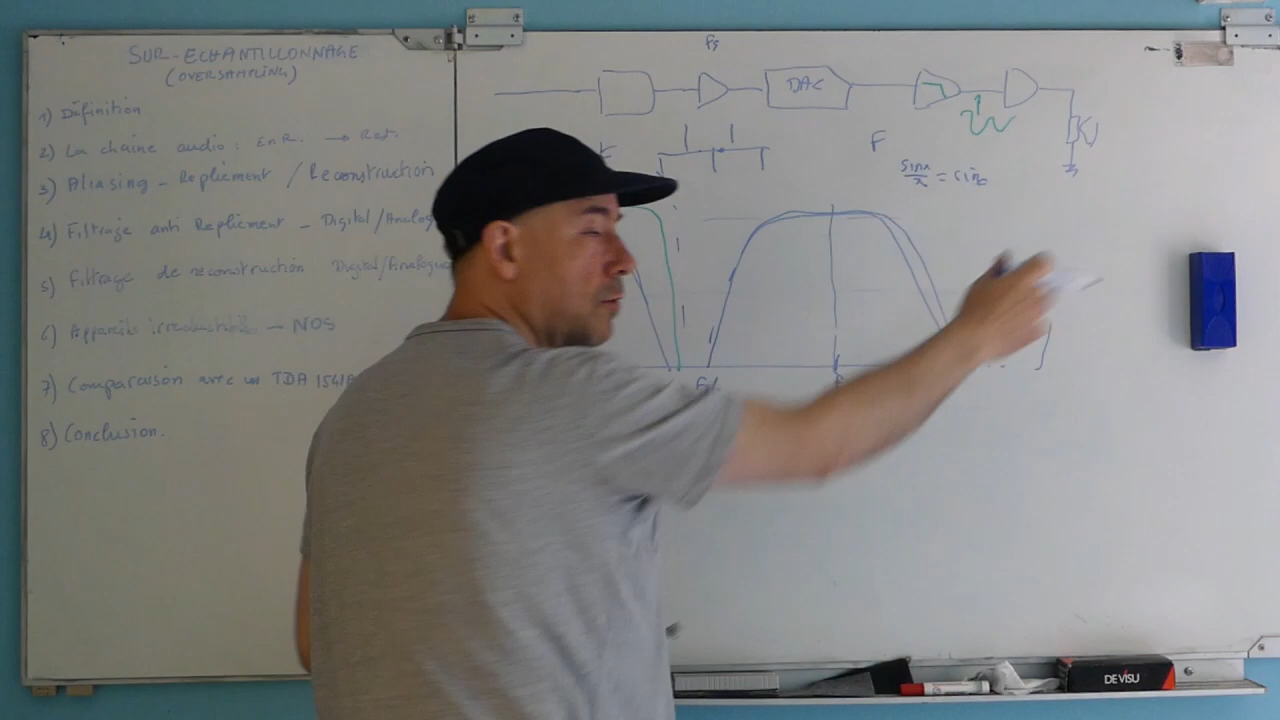 SUR-ECHANTILLONNAGE
(OVERSAMPLING)
1) Définition
2) La chaine audio : EnR. → Rest.
3) Aliasing - Repliement / Reconstruction
4) Filtrage anti Repliement - Digital/Analog
5) Filtrage de reconstruction Digital/Analogique
6) Appareils - NOS
7) Comparaison avec un TDA 1541A
8) Conclusion.
Fs
DAC
F
sinx/x = sinc
DEVISU